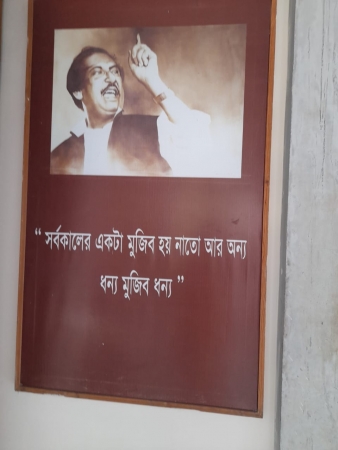 “ সর্বকালের একটা মুজিব হয় নাতো আর অন্য
ধন্য মুজিব ধন্য ”